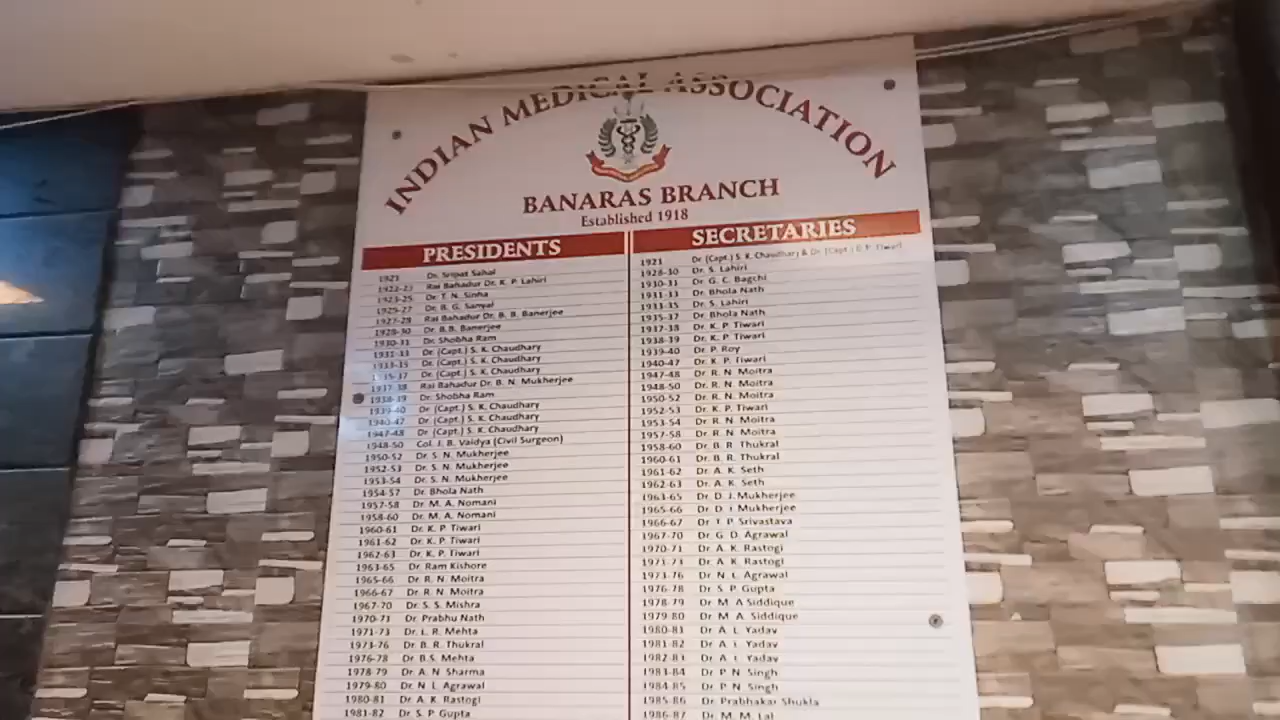 INDIAN MEDICAL ASSOCIATION
BANARAS BRANCH
Established 1918
PRESIDENTS
1921 Dr. Sripat Sahai
1922-23 Rai Bahadur Dr. K. P. Lahiri
1923-25 Dr. T. N. Sinha
1925-27 Dr. B. G. Sanyal
1927-28 Rai Bahadur Dr. B. B. Banerjee
1928-30 Dr. B.B. Banerjee
1930-31 Dr. Shobha Ram
1931-33 Dr. (Capt.) S. K. Chaudhary
1933-35 Dr. (Capt.) S. K. Chaudhary
1935-37 Dr. (Capt.) S. K. Chaudhary
1937-38 Rai Bahadur Dr. B. N. Mukherjee
1938-39 Dr. Shobha Ram
1939-40 Dr. (Capt.) S. K. Chaudhary
1940-47 Dr. (Capt.) S. K. Chaudhary
1947-48 Dr. (Capt.) S. K. Chaudhary
1948-50 Col. J. B. Vaidya (Civil Surgeon)
1950-52 Dr. S. N. Mukherjee
1952-53 Dr. S. N. Mukherjee
1953-54 Dr. S. N. Mukherjee
1954-57 Dr. Bhola Nath
1957-58 Dr. M. A. Nomani
1958-60 Dr. M. A. Nomani
1960-61 Dr. K. P. Tiwari
1961-62 Dr. K. P. Tiwari
1962-63 Dr. K. P. Tiwari
1963-65 Dr. Ram Kishore
1965-66 Dr. R. N. Moitra
1966-67 Dr. R. N. Moitra
1967-70 Dr. S. S. Mishra
1970-71 Dr. Prabhu Nath
1971-73 Dr. L. R. Mehta
1973-76 Dr. B. R. Thukral
1976-78 Dr. B.S. Mehta
1978-79 Dr. A. N. Sharma
1979-80 Dr. N. L. Agrawal
1980-81 Dr. A. K. Rastogi
1981-82 Dr. S. P. Gupta
SECRETARIES
1921 Dr. (Capt.) S. K. Chaudhary & Dr. (Capt.) Tiwari
1928-30 Dr. S. Lahiri
1930-31 Dr. G. C. Bagchi
1931-33 Dr. Bhola Nath
1933-35 Dr. S. Lahiri
1935-37 Dr. Bhola Nath
1937-38 Dr. K. P. Tiwari
1938-39 Dr. K. P. Tiwari
1939-40 Dr. P. Roy
1940-47 Dr. K. P. Tiwari
1947-48 Dr. R. N. Moitra
1948-50 Dr. R. N. Moitra
1950-52 Dr. R. N. Moitra
1952-53 Dr. K. P. Tiwari
1953-54 Dr. R. N. Moitra
1957-58 Dr. R. N. Moitra
1958-60 Dr. B. R. Thukral
1960-61 Dr. B. R. Thukral
1961-62 Dr. A. K. Seth
1962-63 Dr. A. K. Seth
1963-65 Dr. D. J. Mukherjee
1965-66 Dr. D. J. Mukherjee
1966-67 Dr. T. P. Srivastava
1967-70 Dr. G. D. Agrawal
1970-71 Dr. A. K. Rastogi
1971-73 Dr. A. K. Rastogi
1973-76 Dr. N. L. Agrawal
1976-78 Dr. S. P. Gupta
1978-79 Dr. M. A. Siddique
1979-80 Dr. M. A. Siddique
1980-81 Dr. A. L. Yadav
1981-82 Dr. A. L. Yadav
1982-83 Dr. A. L. Yadav
1983-84 Dr. P. N. Singh
1984-85 Dr. P. N. Singh
1985-86 Dr. Prabhakar Shukla
1986-87 Dr. M. M. Lal